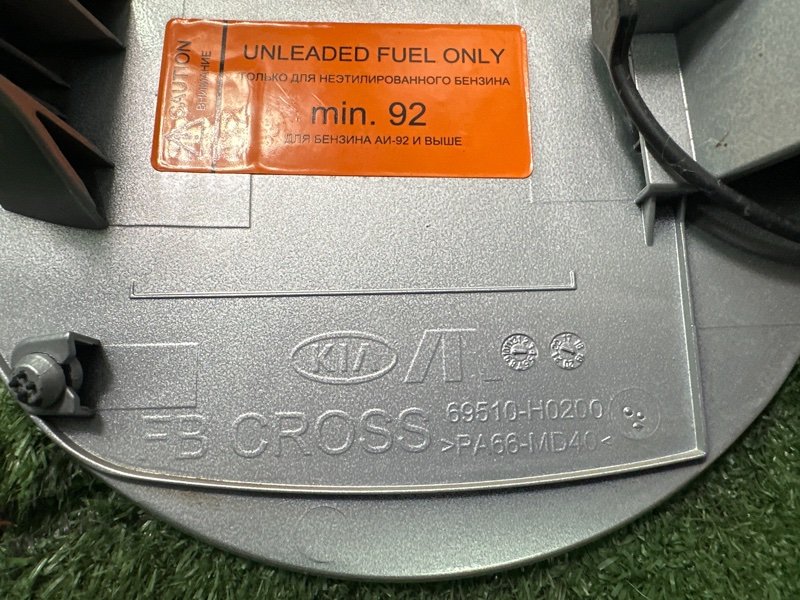 CAUTION
ВНИМАНИЕ
UNLEADED FUEL ONLY
ТОЛЬКО ДЛЯ НЕЭТИЛИРОВАННОГО БЕНЗИНА
min. 92
ДЛЯ БЕНЗИНА АИ-92 И ВЫШЕ
KIA
FB CROSS
69510-H0200
>PA66-MD40<